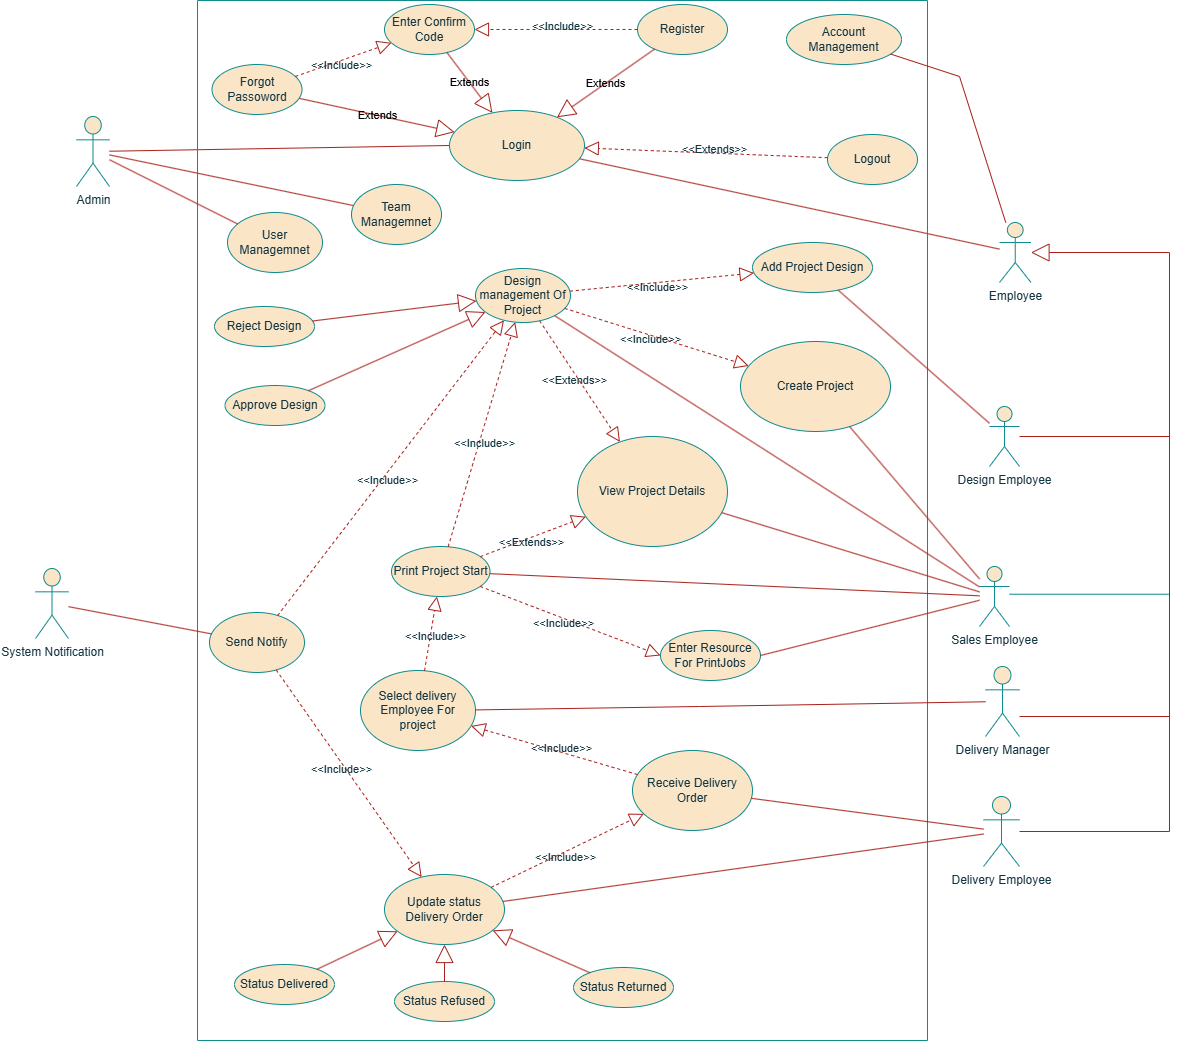 Enter Confirm
Code
<<Include>>
Register
Account
Management
<<Include>>
Forgot
Passoword
Extends
Extends
Extends
Login
<<Extends>>
Logout
Admin
Team
Managemnet
User
Managemnet
Employee
Design
management Of
Project
Add Project Design
<<Include>>
Reject Design
<<Include>>
Create Project
<<Extends>>
Approve Design
<<Include>>
Design Employee
<<Include>>
View Project Details
<<Extends>>
Print Project Start
System Notification
Send Notify
<<Include>>
<<Include>>
Enter Resource
For PrintJobs
Sales Employee
Select delivery
Employee For
project
Delivery Manager
<<Include>>
<<Include>>
Receive Delivery
Order
<<Include>>
Delivery Employee
Update status
Delivery Order
Status Delivered
Status Refused
Status Returned